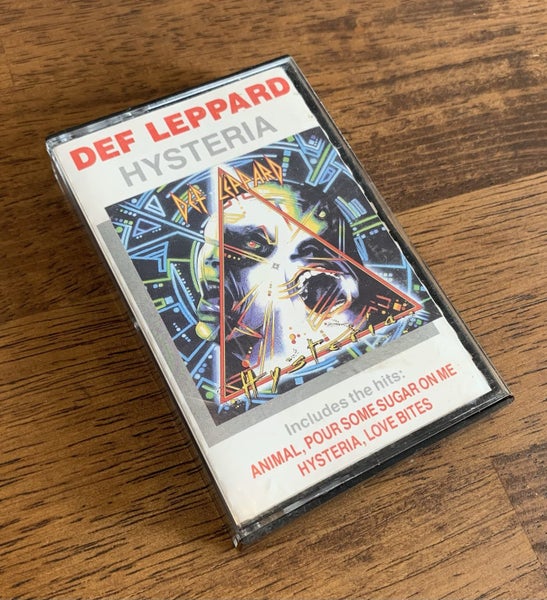 DEF LEPPARD
HYSTERIA
DEF LEPPARD
Hysteria
Includes the hits:
ANIMAL, POUR SOME SUGAR ON ME
HYSTERIA, LOVE BITES